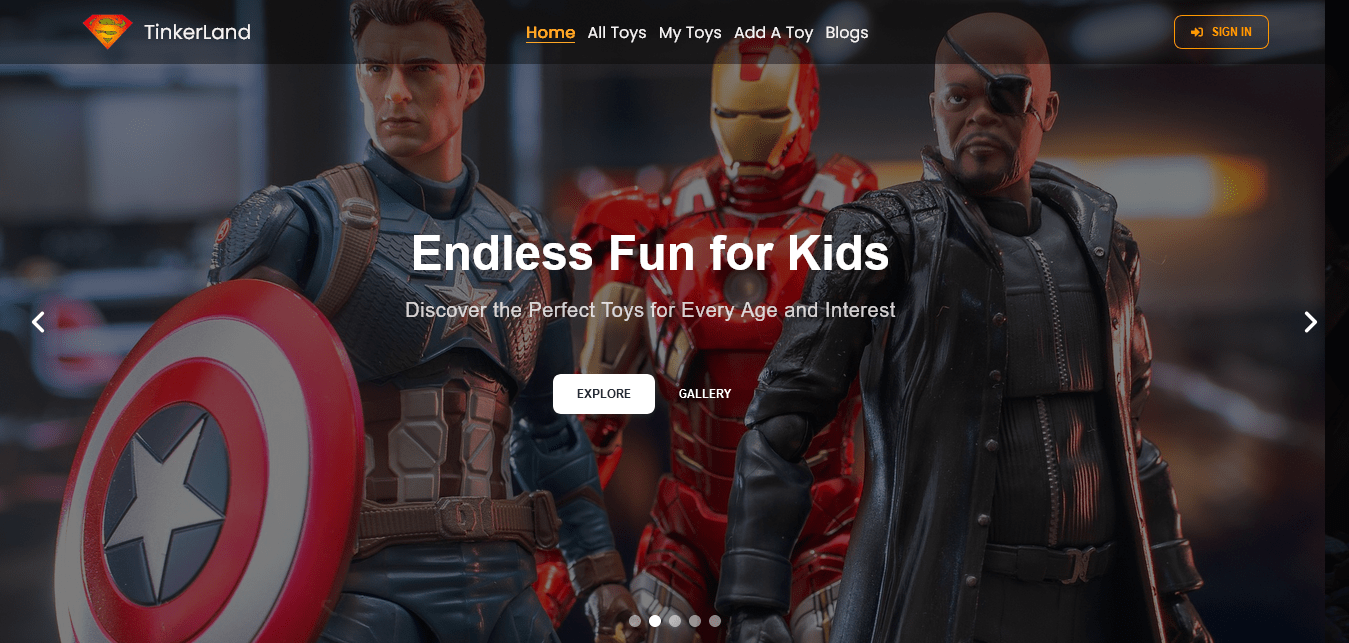 TinkerLand
Home All Toys My Toys Add A Toy Blogs
SIGN IN
Endless Fun for Kids
Discover the Perfect Toys for Every Age and Interest
EXPLORE GALLERY